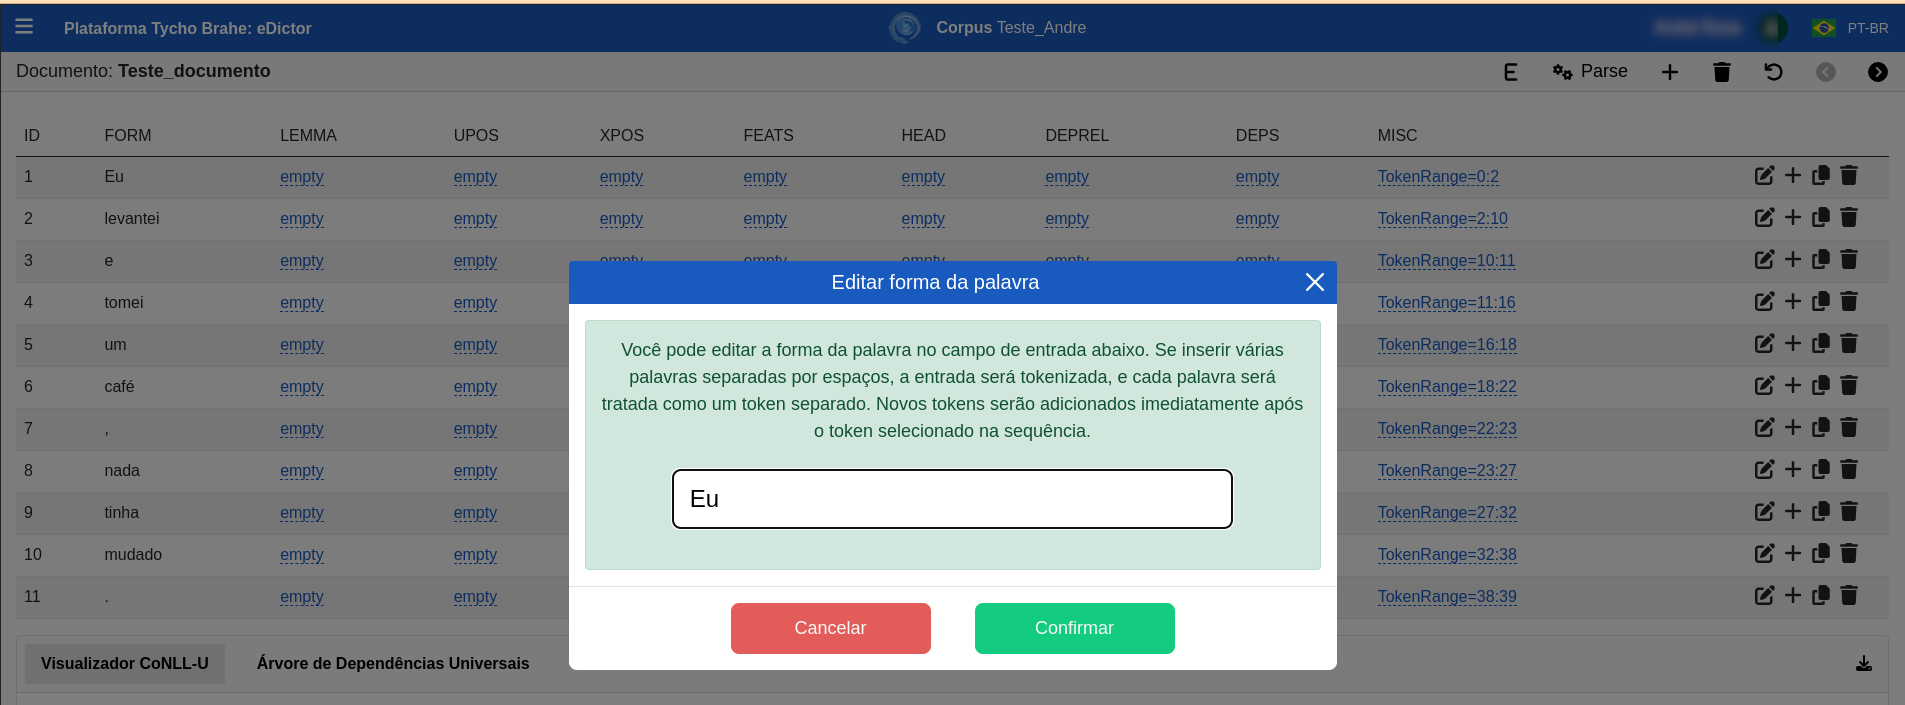 Plataforma Tycho Brahe: eDictor
Corpus Teste_Andre
PT-BR
Documento: Teste_documento
E Parse
ID FORM LEMMA UPOS XPOS FEATS HEAD DEPREL DEPS MISC
1 Eu empty empty empty empty empty empty empty TokenRange=0:2
2 levantei empty empty empty empty empty empty empty TokenRange=2:10
3 e empty empty empty empty empty empty empty TokenRange=10:11
4 tomei empty empty TokenRange=11:16
5 um empty empty TokenRange=16:18
6 café empty empty TokenRange=18:22
7 , empty empty TokenRange=22:23
8 nada empty empty TokenRange=23:27
9 tinha empty empty TokenRange=27:32
10 mudado empty empty TokenRange=32:38
11 . empty empty TokenRange=38:39
Editar forma da palavra
Você pode editar a forma da palavra no campo de entrada abaixo. Se inserir várias
palavras separadas por espaços, a entrada será tokenizada, e cada palavra será
tratada como um token separado. Novos tokens serão adicionados imediatamente após
o token selecionado na sequência.
Eu
Cancelar Confirmar
Visualizador CoNLL-U Árvore de Dependências Universais